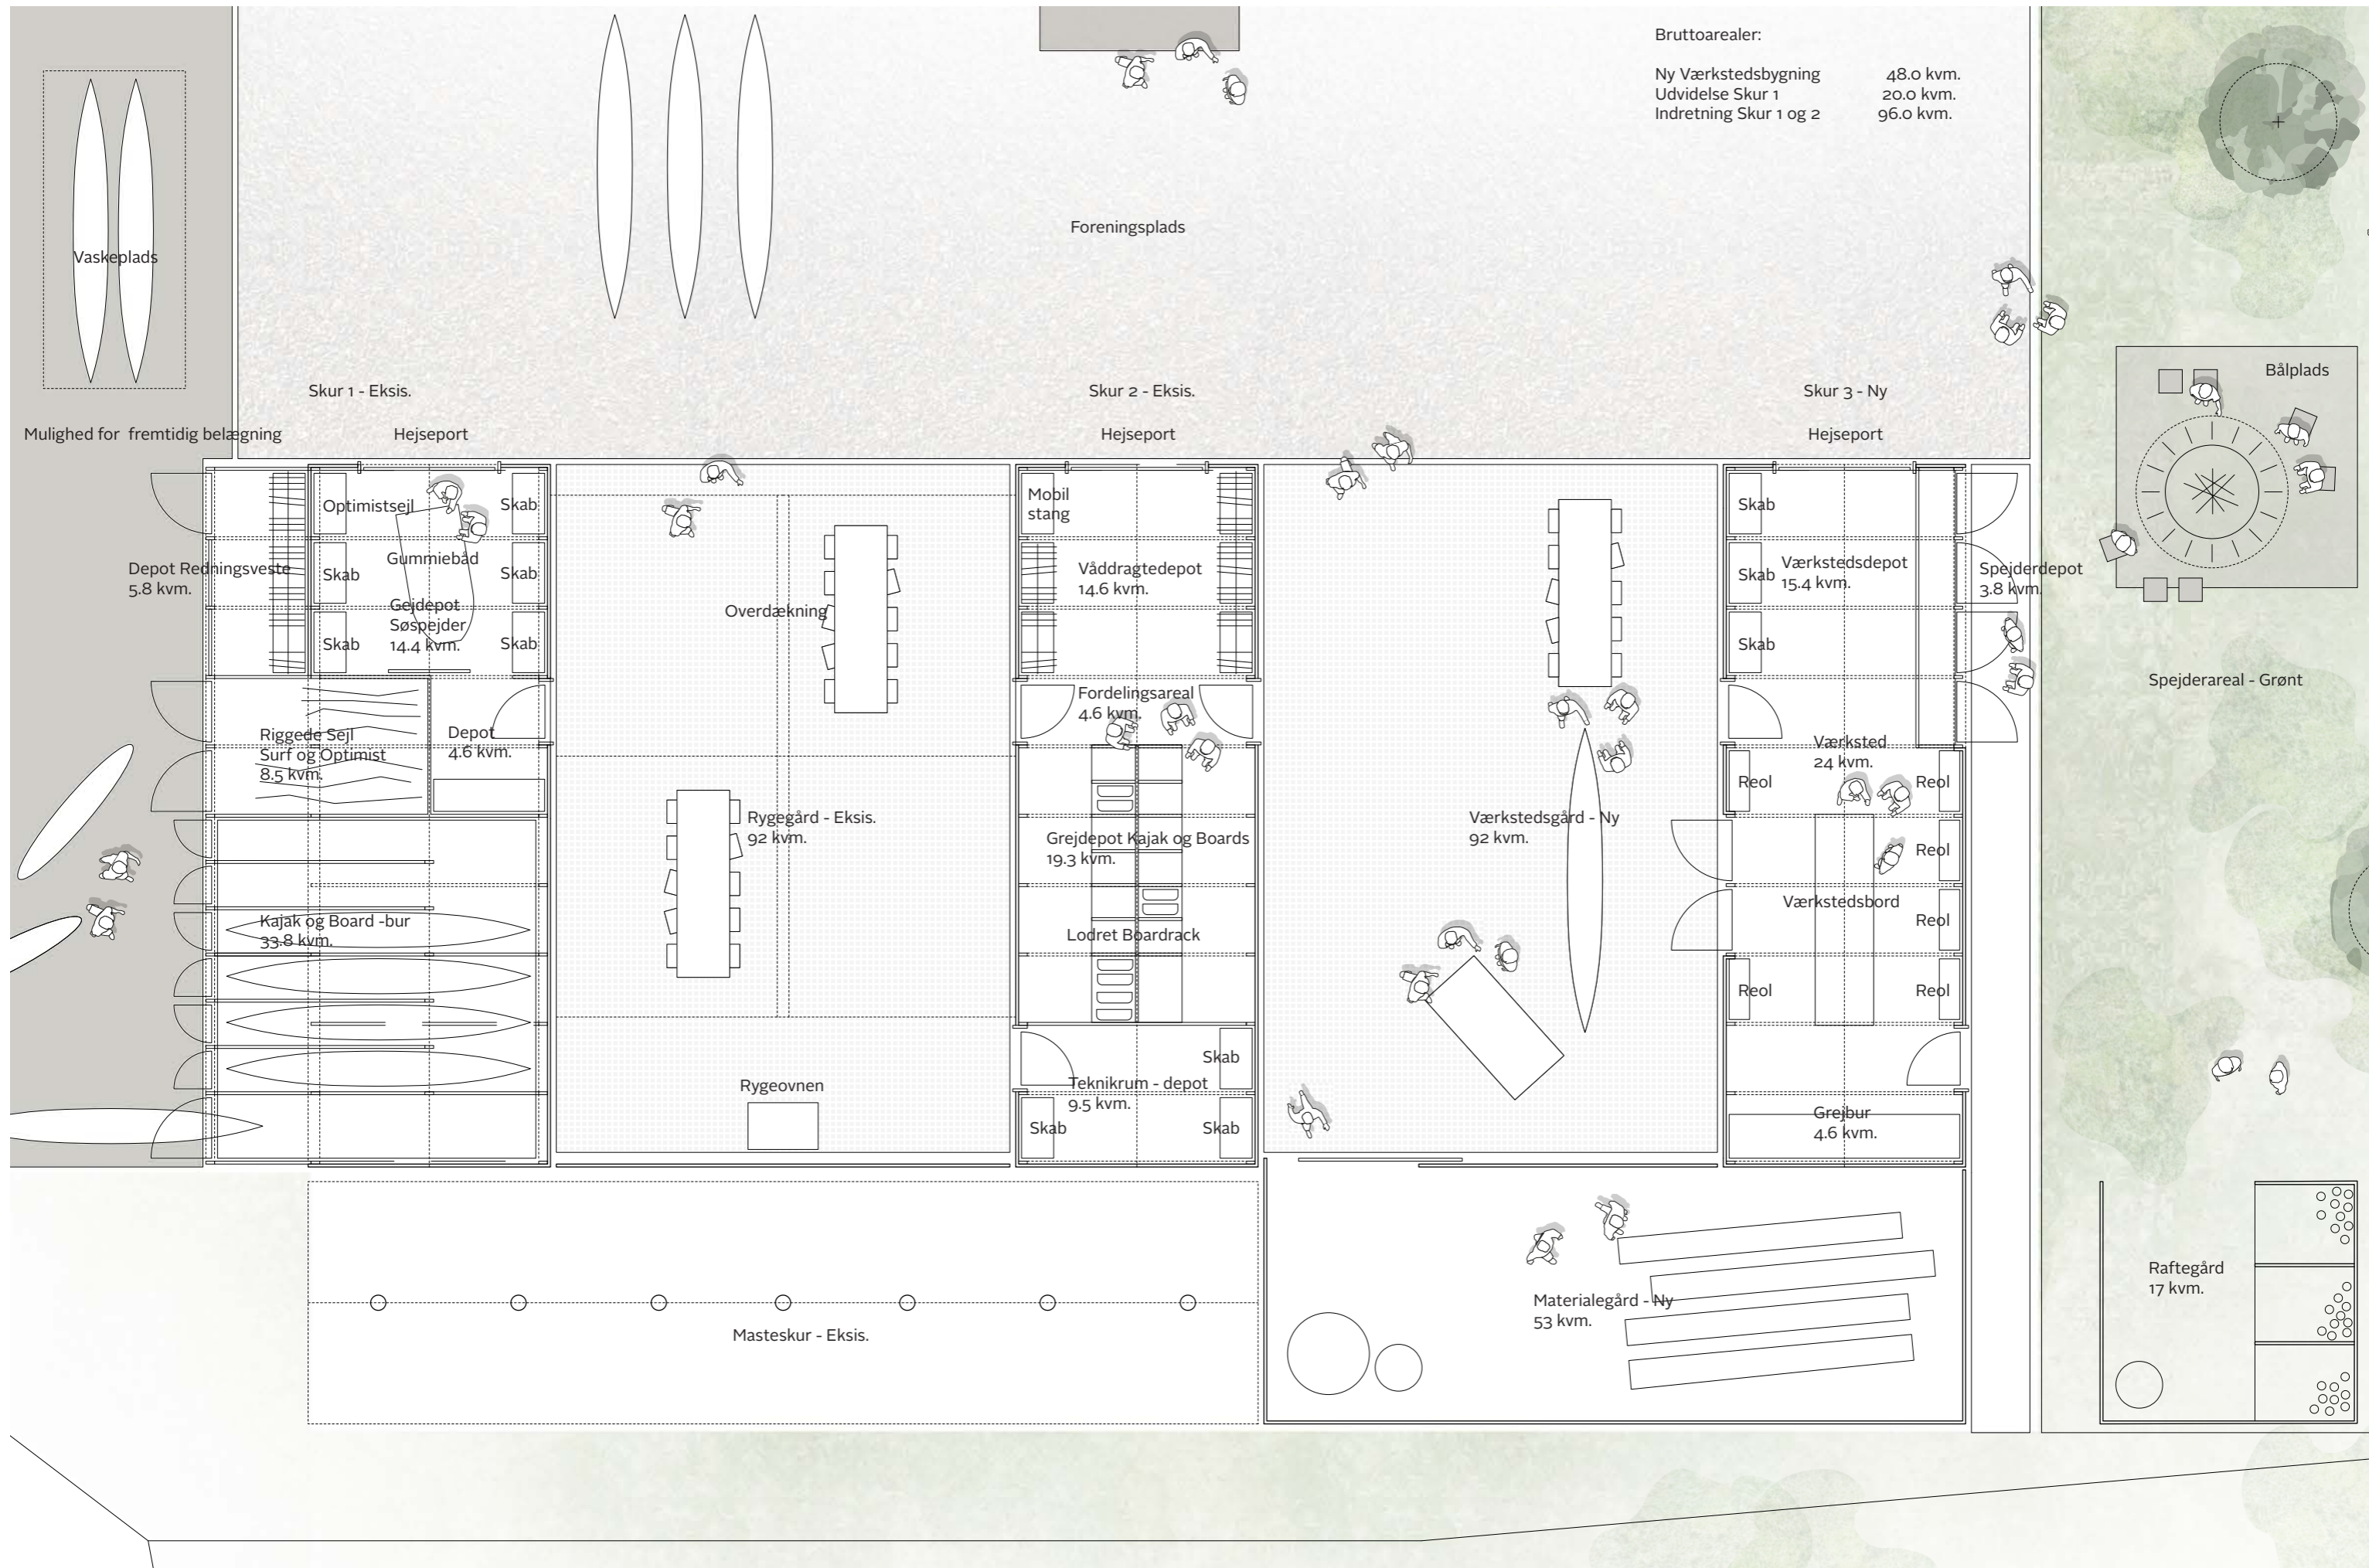 Bruttoarealer:
Ny Værkstedsbygning 48.0 kvm.
Udvidelse Skur 1 20.0 kvm.
Indretning Skur 1 og 2 96.0 kvm.
Vaskeplads
Foreningsplads
Bålplads
Skur 1 - Eksis.
Skur 2 - Eksis.
Skur 3 - Ny
Mulighed for fremtidig belægning
Hejseport
Hejseport
Hejseport
Optimistsejl
Skab
Mobil
stang
Skab
Gummiebåd
Depot Redningsveste
5.8 kvm.
Skab
Skab
Våddragtedepot
14.6 kvm.
Skab
Værkstedsdepot
15.4 kvm.
Spejderdepot
3.8 kvm.
Gejdepot
Søspejder
14.4 kvm.
Skab
Skab
Overdækning
Skab
Spejderareal - Grønt
Fordelingsareal
4.6 kvm.
Riggede Sejl
Surf og Optimist
8.5 kvm.
Depot
4.6 kvm.
Værksted
24 kvm.
Reol
Reol
Rygegård - Eksis.
92 kvm.
Grejdepot Kajak og Boards
19.3 kvm.
Værkstedsgård - Ny
92 kvm.
Reol
Værkstedsbord
Reol
Kajak og Board -bur
33.8 kvm.
Lodret Boardrack
Reol
Reol
Rygeovnen
Skab
Teknikrum - depot
9.5 kvm.
Skab
Skab
Grejbur
4.6 kvm.
Materialegård - Ny
53 kvm.
Raftegård
17 kvm.
Masteskur - Eksis.